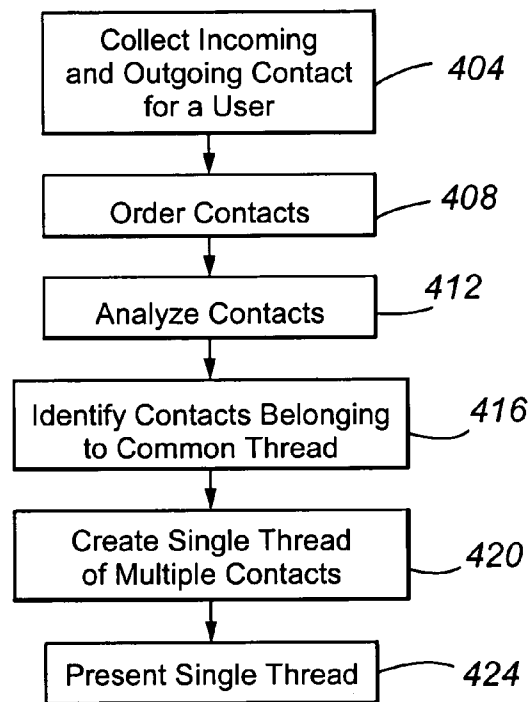 Collect Incoming
and Outgoing Contact
for a User
404
Order Contacts
408
Analyze Contacts
412
Identify Contacts Belonging
to Common Thread
416
Create Single Thread
of Multiple Contacts
420
Present Single Thread
424